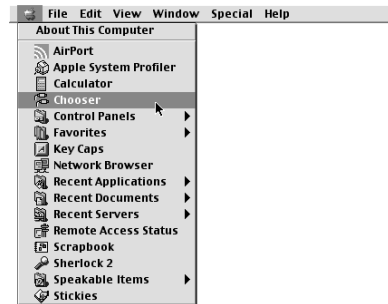 File Edit View Window Special Help
About This Computer
AirPort
Apple System Profiler
Calculator
Chooser
Control Panels
Favorites
Key Caps
Network Browser
Recent Applications
Recent Documents
Recent Servers
Remote Access Status
Scrapbook
Sherlock 2
Speakable Items
Stickies